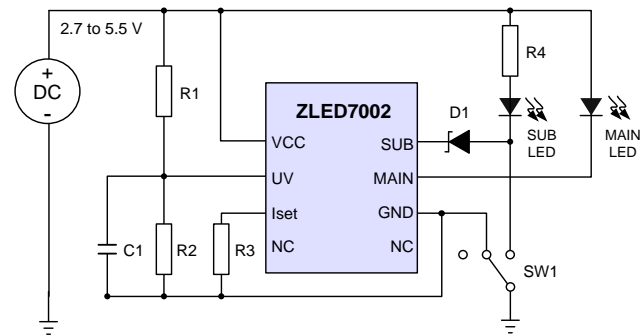 2.7 to 5.5 V
+
DC
-
R1
R4
ZLED7002
D1
VCC
SUB
SUB
LED
MAIN
LED
UV
MAIN
Iset
GND
C1
R2
R3
NC
NC
SW1